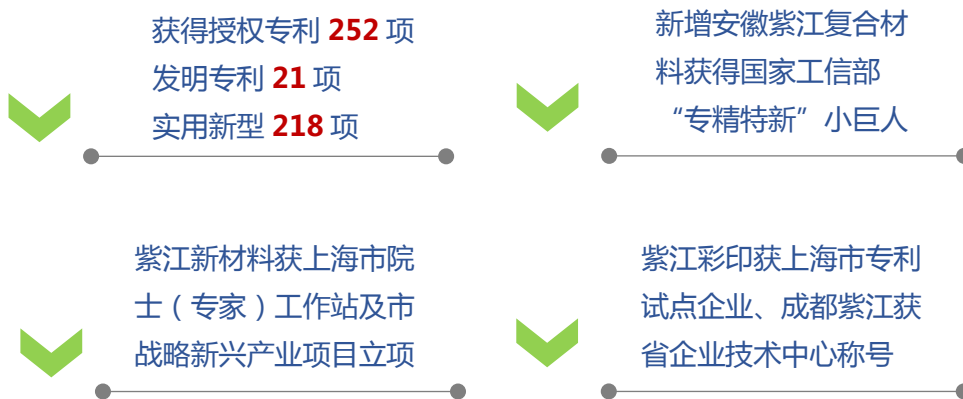 获得授权专利 252 项
发明专利 21 项
实用新型 218 项
新增安徽紫江复合材
料获得国家工信部
“专精特新”小巨人
紫江新材料获上海市院
士（专家）工作站及市
战略新兴产业项目立项
紫江彩印获上海市专利
试点企业、成都紫江获
省企业技术中心称号